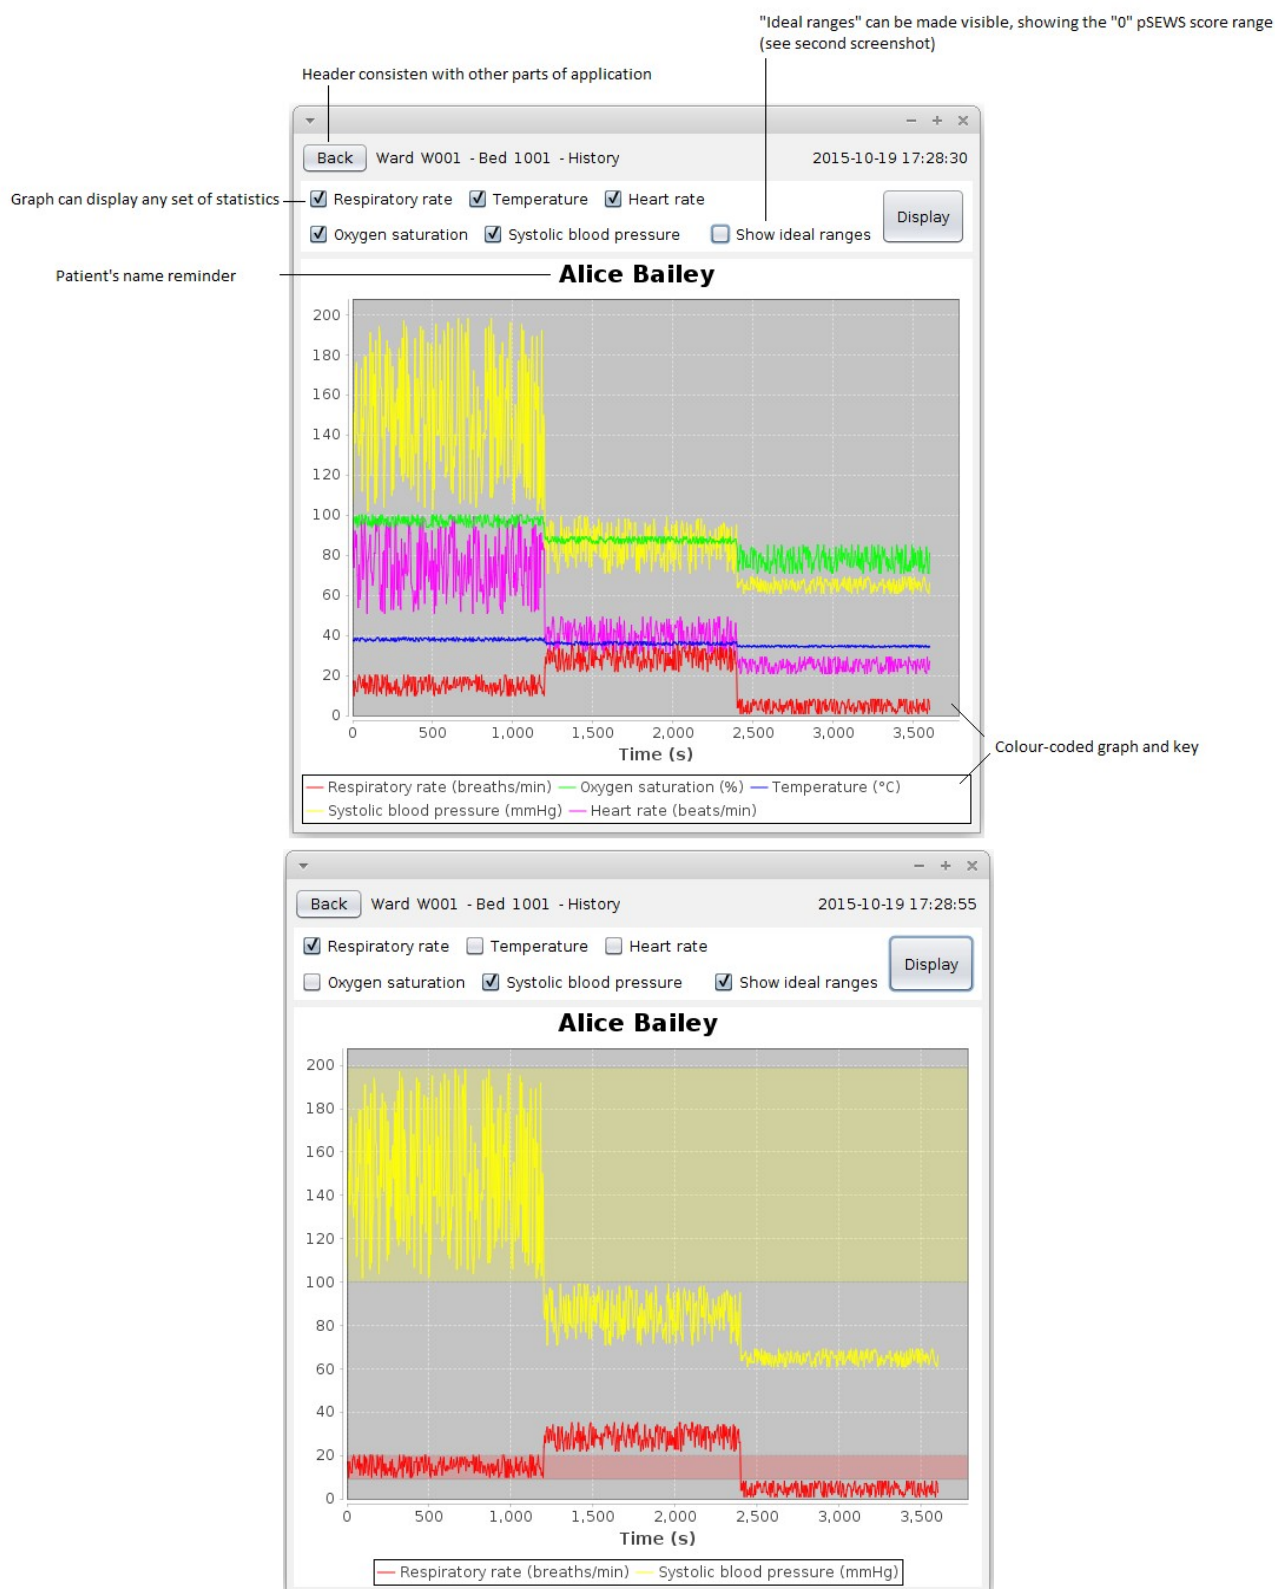 "Ideal ranges" can be made visible, showing the "0" pSEWS score range
(see second screenshot)
Header consisten with other parts of application
Back Ward W001 - Bed 1001 - History 2015-10-19 17:28:30
Graph can display any set of statistics
Respiratory rate Temperature Heart rate
Display
Oxygen saturation Systolic blood pressure Show ideal ranges
Patient's name reminder
Alice Bailey
200
180
160
140
120
100
80
60
40
20
0
0 500 1,000 1,500 2,000 2,500 3,000 3,500
Time (s)
Colour-coded graph and key
Respiratory rate (breaths/min) Oxygen saturation (%) Temperature (°C)
Systolic blood pressure (mmHg) Heart rate (beats/min)
Back Ward W001 - Bed 1001 - History 2015-10-19 17:28:55
Respiratory rate Temperature Heart rate
Display
Oxygen saturation Systolic blood pressure Show ideal ranges
Alice Bailey
200
180
160
140
120
100
80
60
40
20
0
0 500 1,000 1,500 2,000 2,500 3,000 3,500
Time (s)
Respiratory rate (breaths/min) Systolic blood pressure (mmHg)